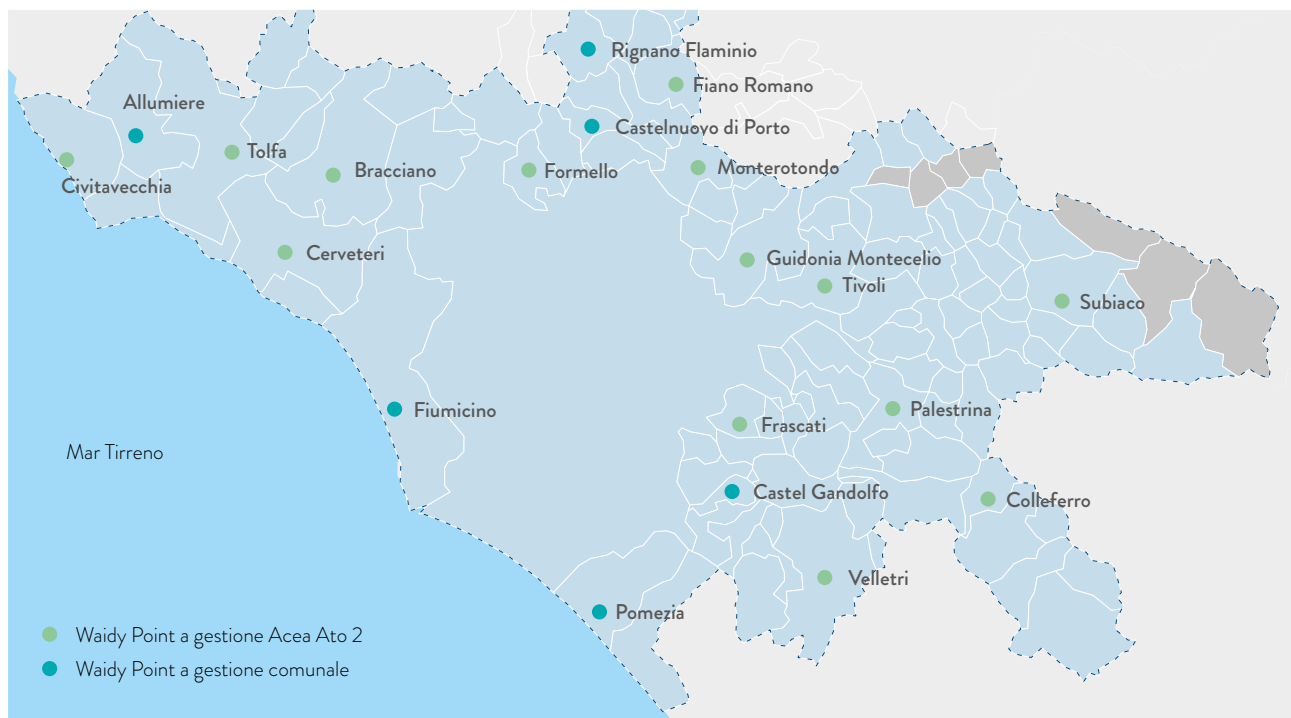 Rignano Flaminio
Fiano Romano
Allumiere
Castelnuovo di Porto
Tolfa
Monterotondo
Bracciano
Formello
Civitavecchia
Cerveteri
Guidonia Montecelio
Tivoli
Subiaco
Fiumicino
Palestrina
Frascati
Mar Tirreno
Castel Gandolfo
Colleferro
Velletri
Pomezia
Waidy Point a gestione Acea Ato 2
Waidy Point a gestione comunale